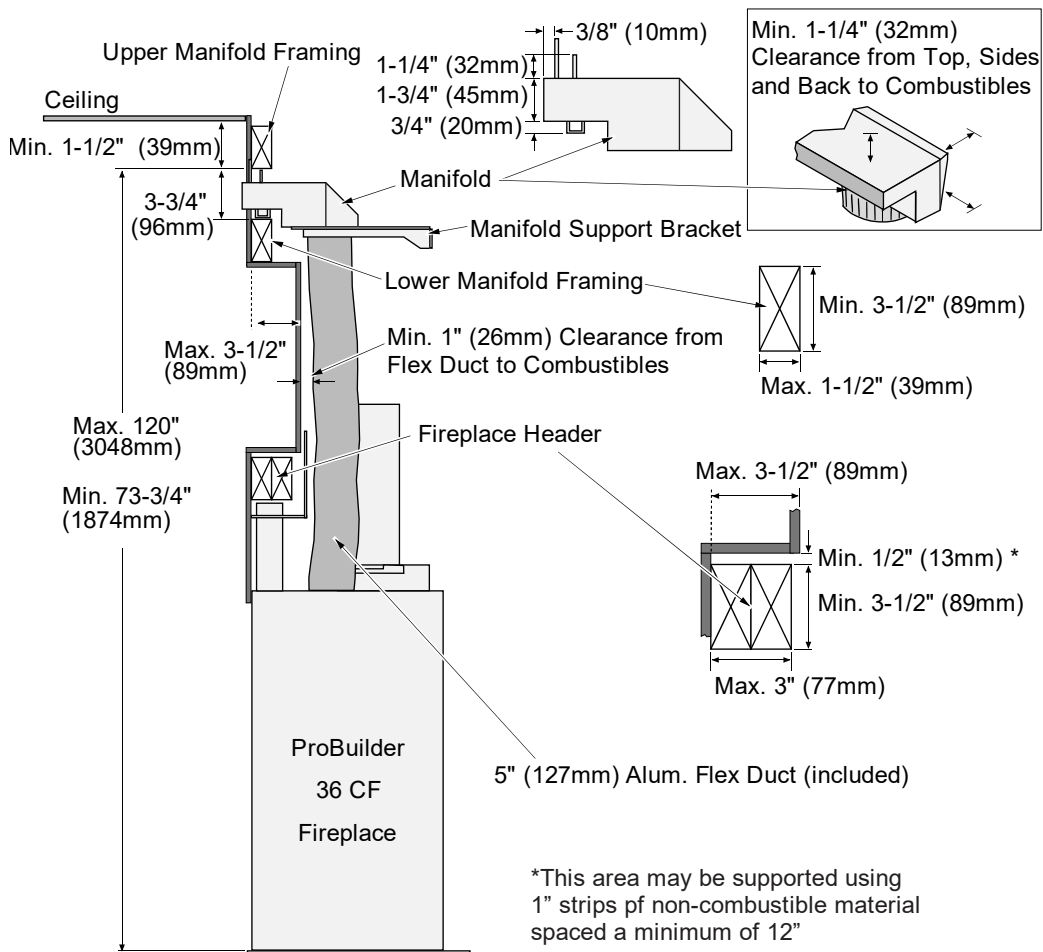 3/8" (10mm)
Min. 1-1/4" (32mm)
Clearance from Top, Sides
and Back to Combustibles
Upper Manifold Framing
1-1/4" (32mm)
1-3/4" (45mm)
3/4" (20mm)
Ceiling
Min. 1-1/2" (39mm)
Manifold
3-3/4"
(96mm)
Manifold Support Bracket
Lower Manifold Framing
Min. 3-1/2" (89mm)
Max. 1-1/2" (39mm)
Max. 3-1/2"
(89mm)
Min. 1" (26mm) Clearance from
Flex Duct to Combustibles
Max. 120"
(3048mm)
Min. 73-3/4"
(1874mm)
Fireplace Header
Max. 3-1/2" (89mm)
Min. 1/2" (13mm) *
Min. 3-1/2" (89mm)
Max. 3" (77mm)
ProBuilder
36 CF
Fireplace
5" (127mm) Alum. Flex Duct (included)
*This area may be supported using
1” strips pf non-combustible material
spaced a minimum of 12”